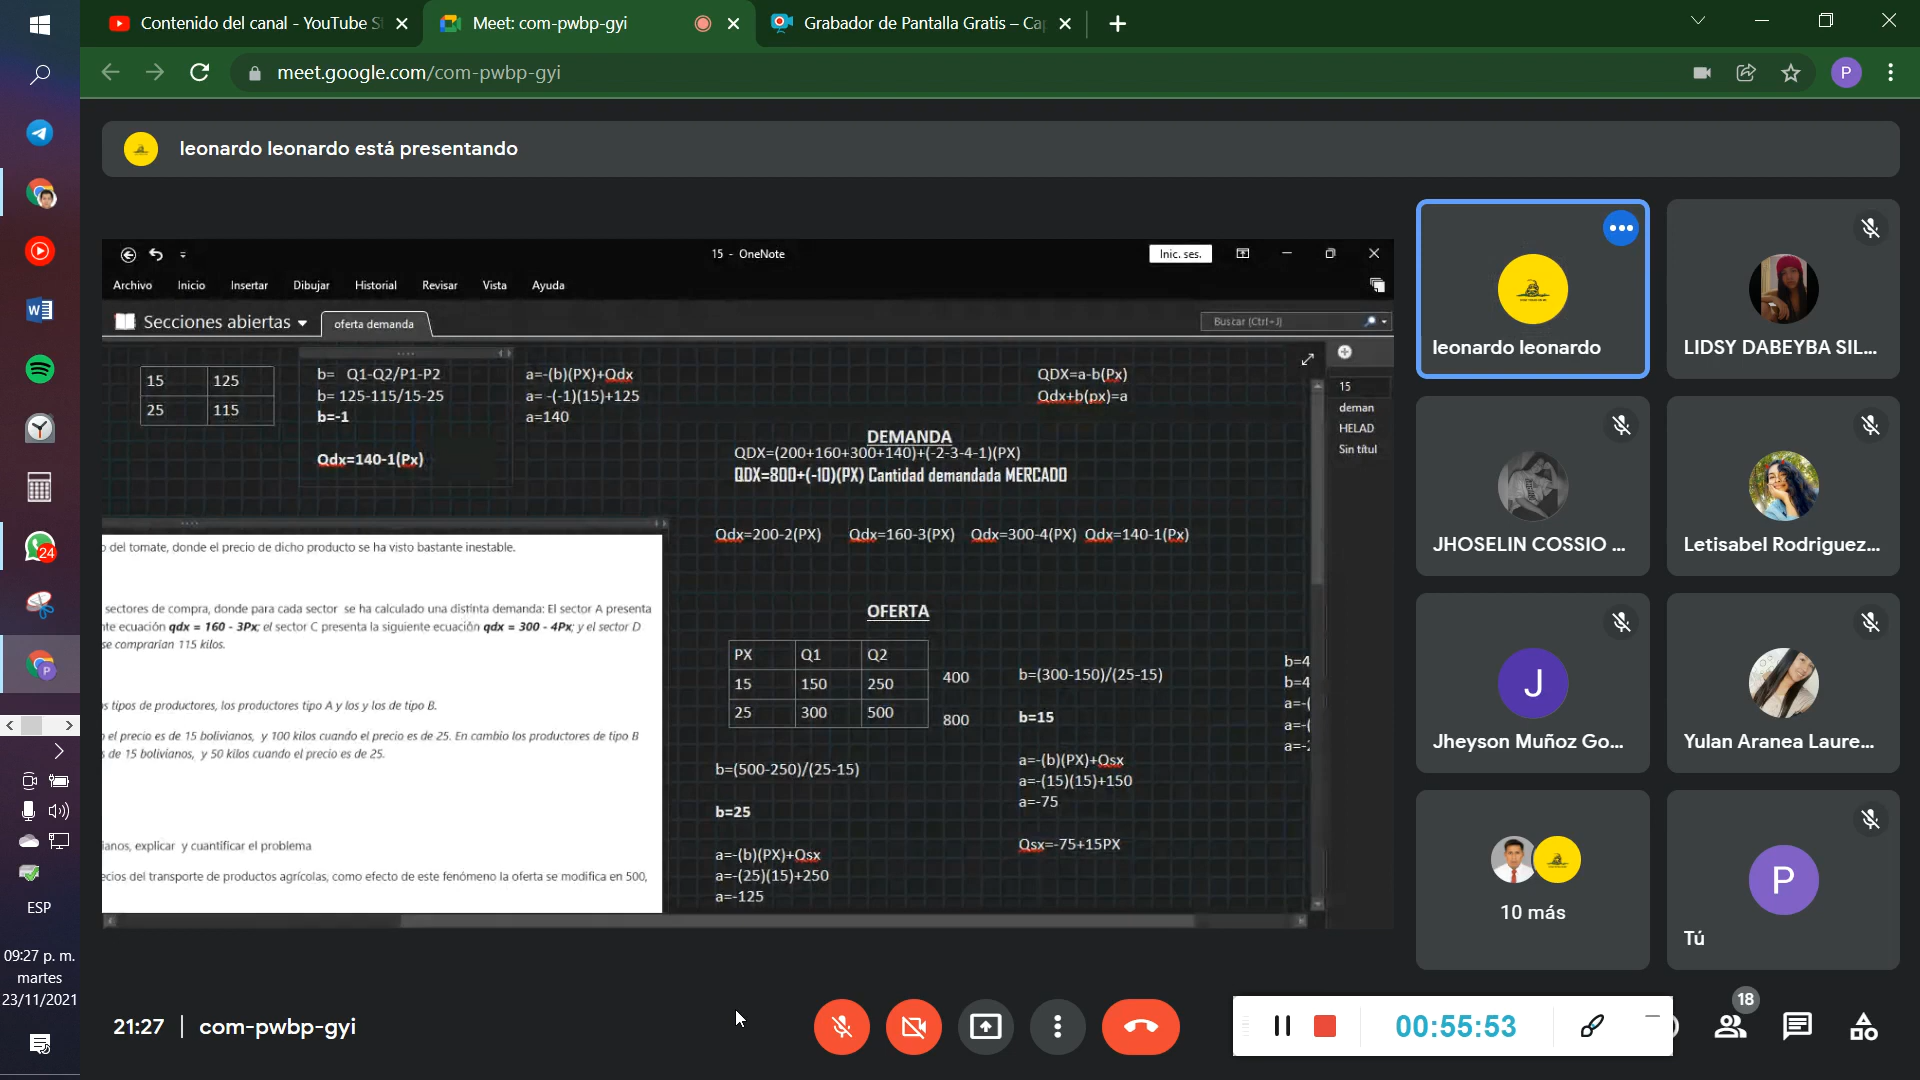 Contenido del canal - YouTube S
Meet: com-pwbp-gyi
Grabador de Pantalla Gratis – Ca
meet.google.com/com-pwbp-gyi
P
leonardo leonardo está presentando
15 - OneNote
Inic. ses.
Archivo Inicio Insertar Dibujar Historial Revisar Vista Ayuda
Secciones abiertas
oferta demanda
Buscar (Ctrl+J)
15 125
25 115
b= Q1-Q2/P1-P2
b= 125-115/15-25
b=-1
Qdx=140-1(Px)
a=-(b)(PX)+Qdx
a= -(-1)(15)+125
a=140
QDX=a-b(Px)
Qdx+b(px)=a
DEMANDA
QDX=(200+160+300+140)+(-2-3-4-1)(PX)
QDX=800+(-10)(PX) Cantidad demandada MERCADO
Qdx=200-2(PX) Qdx=160-3(PX) Qdx=300-4(PX) Qdx=140-1(Px)
15
deman
HELAD
Sin títul
del tomate, donde el precio de dicho producto se ha visto bastante inestable.
sectores de compra, donde para cada sector se ha calculado una distinta demanda: El sector A presenta
te ecuación qdx = 160 - 3Px; el sector C presenta la siguiente ecuación qdx = 300 - 4Px; y el sector D
se comprarían 115 kilos.
s tipos de productores, los productores tipo A y los y los de tipo B.
el precio es de 15 bolivianos, y 100 kilos cuando el precio es de 25. En cambio los productores de tipo B
de 15 bolivianos, y 50 kilos cuando el precio es de 25.
ianos, explicar y cuantificar el problema
ecios del transporte de productos agrícolas, como efecto de este fenómeno la oferta se modifica en 500,
OFERTA
PX Q1 Q2
15 150 250 400
25 300 500 800
b=(500-250)/(25-15)
b=25
a=-(b)(PX)+Qsx
a=-(25)(15)+250
a=-125
b=(300-150)/(25-15)
b=15
a=-(b)(PX)+Qsx
a=-(15)(15)+150
a=-75
Qsx=-75+15PX
b=4
b=4
a=-(
a=-(
leonardo leonardo
LIDSY DABEYBA SIL...
JHOSELIN COSSIO ...
Letisabel Rodriguez...
J
Jheyson Muñoz Go...
Yulan Aranea Laure...
10 más
P
Tú
24
P
ESP
09:27 p. m.
martes
23/11/2021
21:27 | com-pwbp-gyi
00:55:53
18